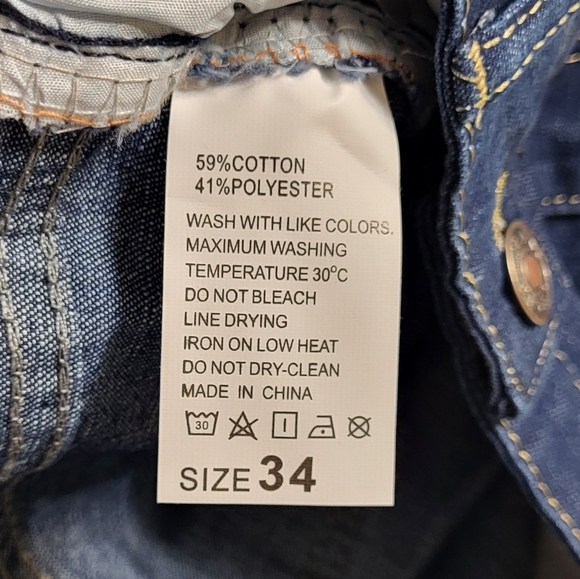 59%COTTON
41%POLYESTER
WASH WITH LIKE COLORS.
MAXIMUM WASHING
TEMPERATURE 30°C
DO NOT BLEACH
LINE DRYING
IRON ON LOW HEAT
DO NOT DRY-CLEAN
MADE IN CHINA
30
SIZE 34